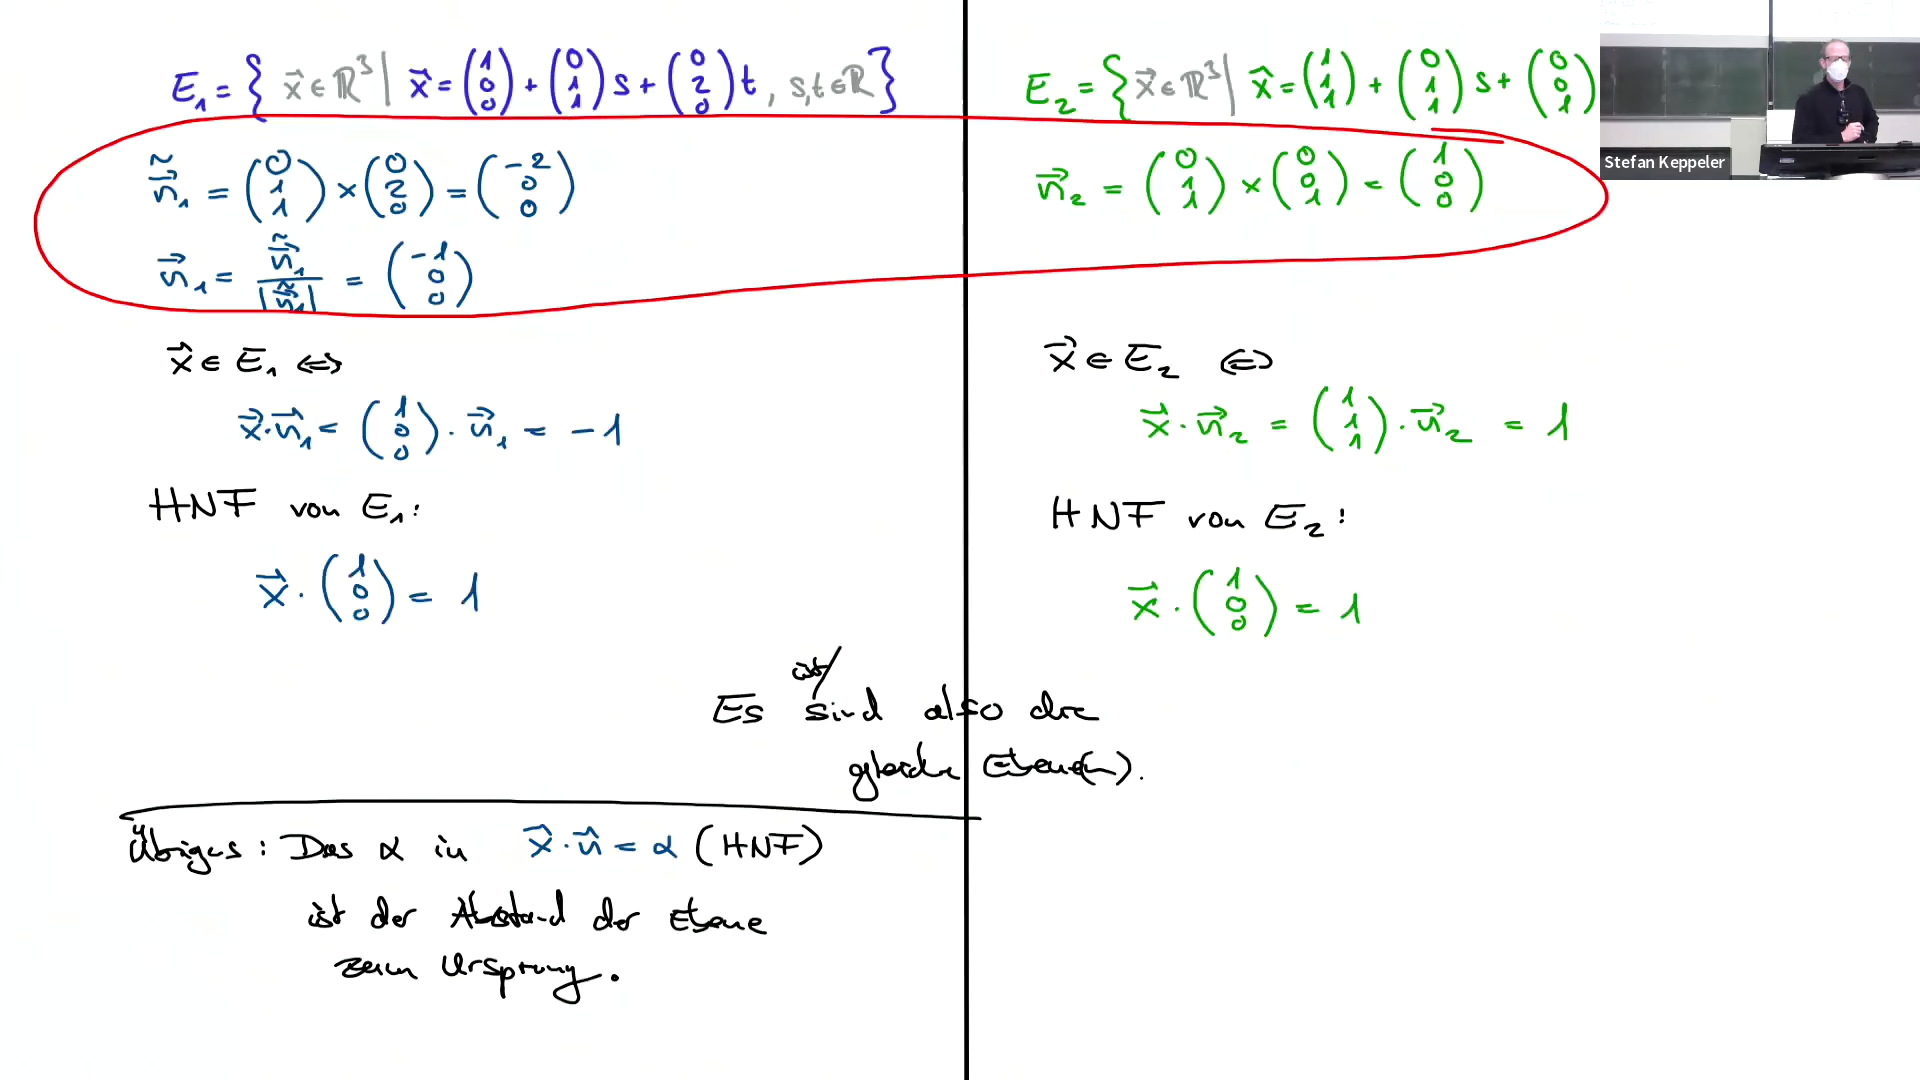 E₁ = { x⃗ ∈ ℝ³ | x⃗ = (1 0 0) + (0 1 1) s + (0 2 0) t , s,t ∈ ℝ }
ñ⃗₁ = (0 1 1) × (0 2 0) = (-2 0 0)
n⃗₁ = ñ⃗₁ / |ñ⃗₁| = (-1 0 0)
x⃗ ∈ E₁ ⇔
x⃗ · n⃗₁ = (1 0 0) · n⃗₁ = -1
HNF von E₁:
x⃗ · (1 0 0) = 1
E₂ = { x⃗ ∈ ℝ³ | x⃗ = (1 1 1) + (0 1 1) s + (0 0 1)
n⃗₂ = (0 1 1) × (0 0 1) = (1 0 0)
x⃗ ∈ E₂ ⇔
x⃗ · n⃗₂ = (1 1 1) · n⃗₂ = 1
HNF von E₂:
x⃗ · (1 0 0) = 1
ist/
Es sind also die
gleiche Ebene(n).
Übriges: Das α in x⃗ · n⃗ = α (HNF)
ist der Abstand der Ebene
zum Ursprung.
Stefan Keppeler